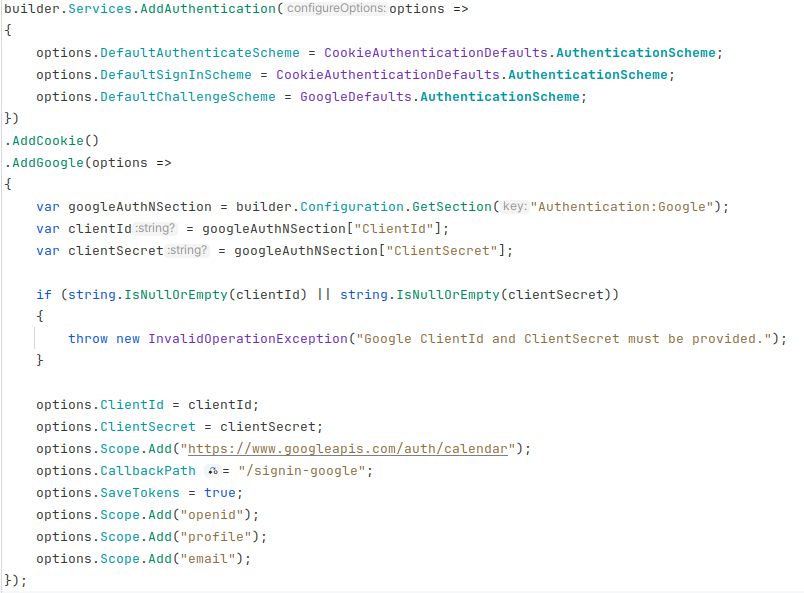 builder.Services.AddAuthentication( configureOptions: options =>
{
    options.DefaultAuthenticateScheme = CookieAuthenticationDefaults.AuthenticationScheme;
    options.DefaultSignInScheme = CookieAuthenticationDefaults.AuthenticationScheme;
    options.DefaultChallengeScheme = GoogleDefaults.AuthenticationScheme;
})
.AddCookie()
.AddGoogle(options =>
{
    var googleAuthNSection = builder.Configuration.GetSection( key: "Authentication:Google");
    var clientId :string? = googleAuthNSection["ClientId"];
    var clientSecret :string? = googleAuthNSection["ClientSecret"];
    if (string.IsNullOrEmpty(clientId) || string.IsNullOrEmpty(clientSecret))
    {
        throw new InvalidOperationException("Google ClientId and ClientSecret must be provided.");
    }
    options.ClientId = clientId;
    options.ClientSecret = clientSecret;
    options.Scope.Add("https://www.googleapis.com/auth/calendar");
    options.CallbackPath = "/signin-google";
    options.SaveTokens = true;
    options.Scope.Add("openid");
    options.Scope.Add("profile");
    options.Scope.Add("email");
});